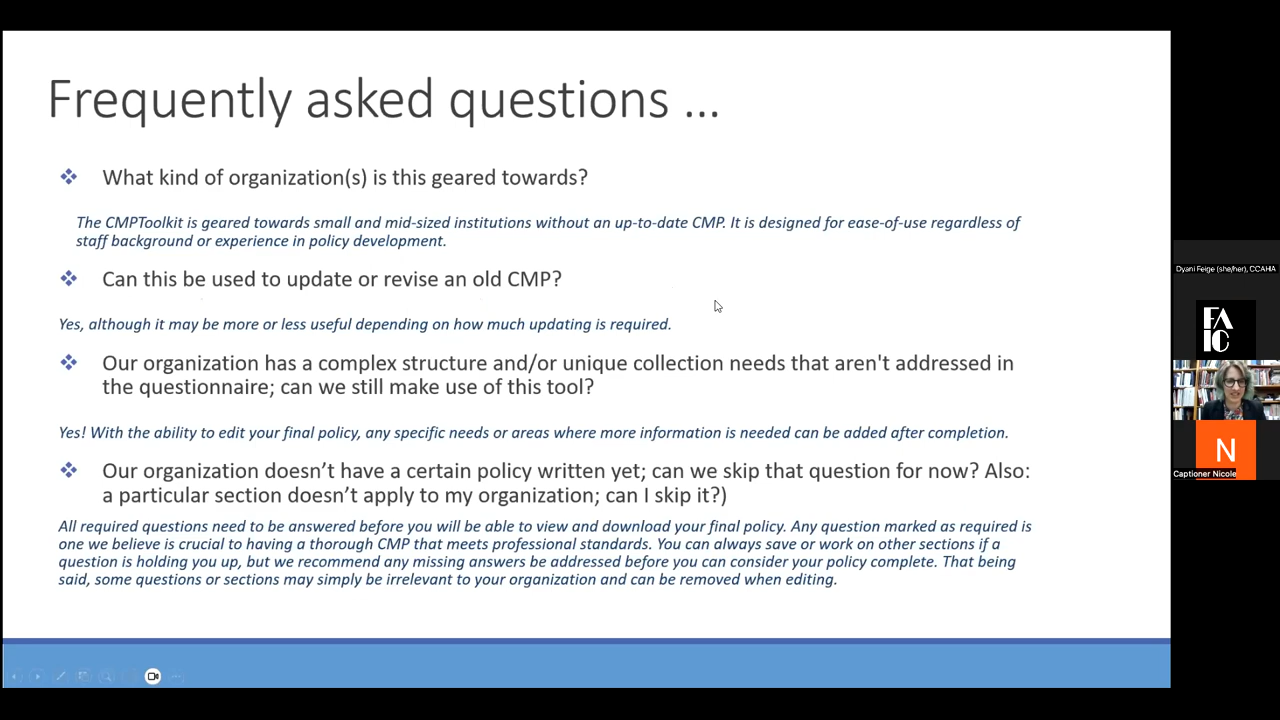 Frequently asked questions ...
What kind of organization(s) is this geared towards?
The CMPToolkit is geared towards small and mid-sized institutions without an up-to-date CMP. It is designed for ease-of-use regardless of
staff background or experience in policy development.
Can this be used to update or revise an old CMP?
Yes, although it may be more or less useful depending on how much updating is required.
Our organization has a complex structure and/or unique collection needs that aren't addressed in
the questionnaire; can we still make use of this tool?
Yes! With the ability to edit your final policy, any specific needs or areas where more information is needed can be added after completion.
Our organization doesn't have a certain policy written yet; can we skip that question for now? Also:
a particular section doesn't apply to my organization; can I skip it?)
All required questions need to be answered before you will be able to view and download your final policy. Any question marked as required is
one we believe is crucial to having a thorough CMP that meets professional standards. You can always save or work on other sections if a
question is holding you up, but we recommend any missing answers be addressed before you can consider your policy complete. That being
said, some questions or sections may simply be irrelevant to your organization and can be removed when editing.
Dyani Feige (she/her), CCAHA
FAIC
N
Captioner Nicole